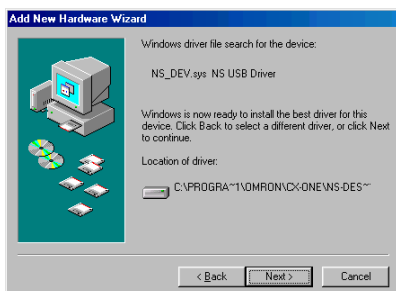 Add New Hardware Wizard
Windows driver file search for the device:
NS_DEV.sys NS USB Driver
Windows is now ready to install the best driver for this
device. Click Back to select a different driver, or click Next
to continue.
Location of driver:
C:\PROGRA~1\OMRON\CX-ONE\NS-DES~
< Back
Next >
Cancel